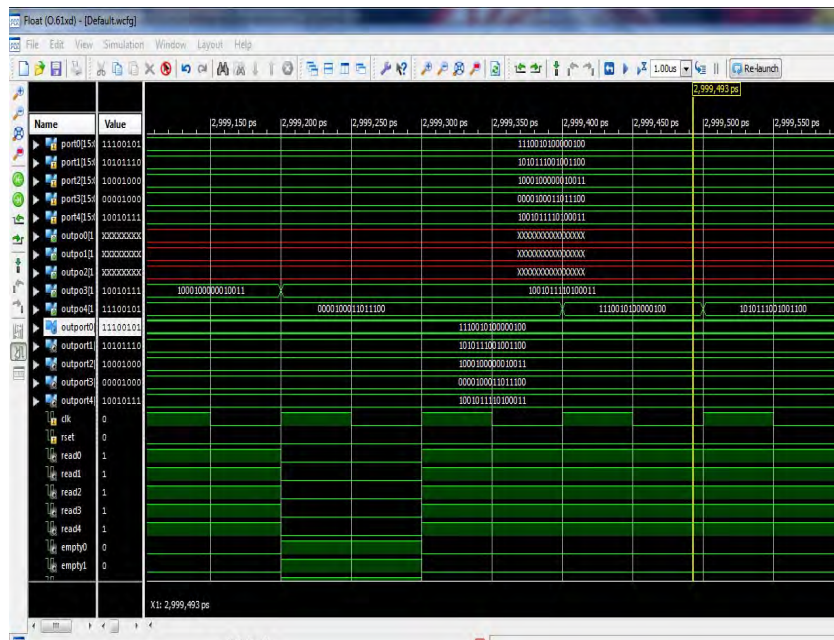 Float (O.61xd) - [Default.wcfg]
File Edit View Simulation Window Layout Help
1.00us Re-launch
2,999,493 ps
Name Value 2,999,150 ps 2,999,200 ps 2,999,250 ps 2,999,300 ps 2,999,350 ps 2,999,400 ps 2,999,450 ps 2,999,500 ps 2,999,550 ps
port0[15: 11100101 1110010100000100
port1[15: 10101110 1010111001001100
port2[15: 10001000 1000100000010011
port3[15: 00001000 0000100011011100
port4[15: 10010111 1001011110100011
outpo0[1 XXXXXXXX XXXXXXXXXXXXXXXX
outpo1[1 XXXXXXXX XXXXXXXXXXXXXXXX
outpo2[1 XXXXXXXX XXXXXXXXXXXXXXXX
outpo3[1 10010111 1000100000010011 1001011110100011
outpo4[1 11100101 0000100011011100 1110010100000100 1010111001001100
outport0[ 11100101 1110010100000100
outport1[ 10101110 1010111001001100
outport2[ 10001000 1000100000010011
outport3[ 00001000 0000100011011100
outport4[ 10010111 1001011110100011
clk 0
rset 0
read0 1
read1 1
read2 1
read3 1
read4 1
empty0 0
empty1 0
X1: 2,999,493 ps